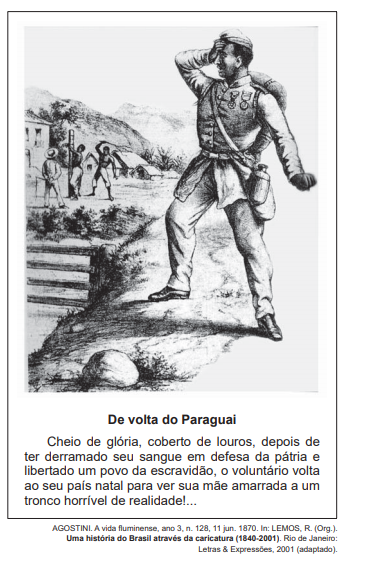 De volta do Paraguai
Cheio de glória, coberto de louros, depois de
ter derramado seu sangue em defesa da pátria e
libertado um povo da escravidão, o voluntário volta
ao seu país natal para ver sua mãe amarrada a um
tronco horrível de realidade!...
AGOSTINI. A vida fluminense, ano 3, n. 128, 11 jun. 1870. In: LEMOS, R. (Org.).
Uma história do Brasil através da caricatura (1840-2001). Rio de Janeiro:
Letras & Expressões, 2001 (adaptado).